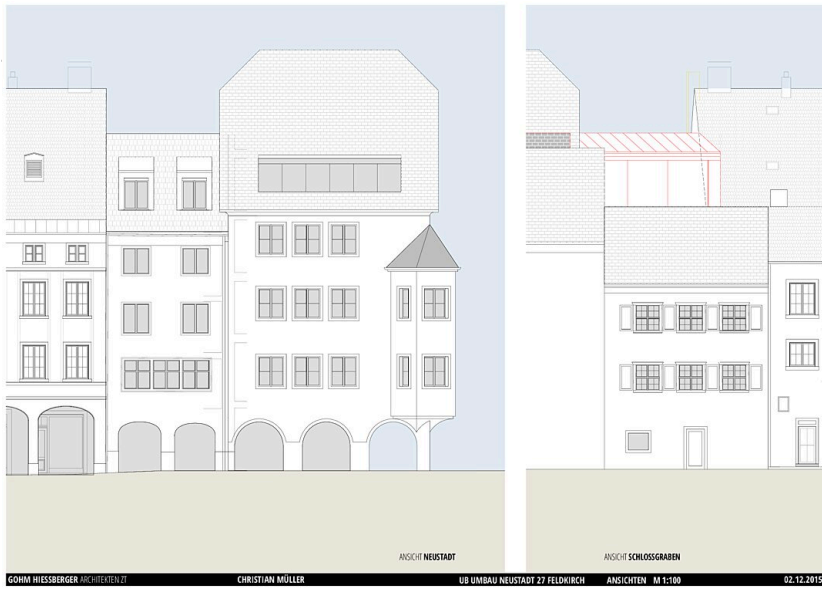 ANSICHT NEUSTADT
ANSICHT SCHLOSSGRABEN
GOHM HIESSBERGER ARCHITEKTEN ZT CHRISTIAN MÜLLER UB UMBAU NEUSTADT 27 FELDKIRCH ANSICHTEN M 1:100 02.12.2015